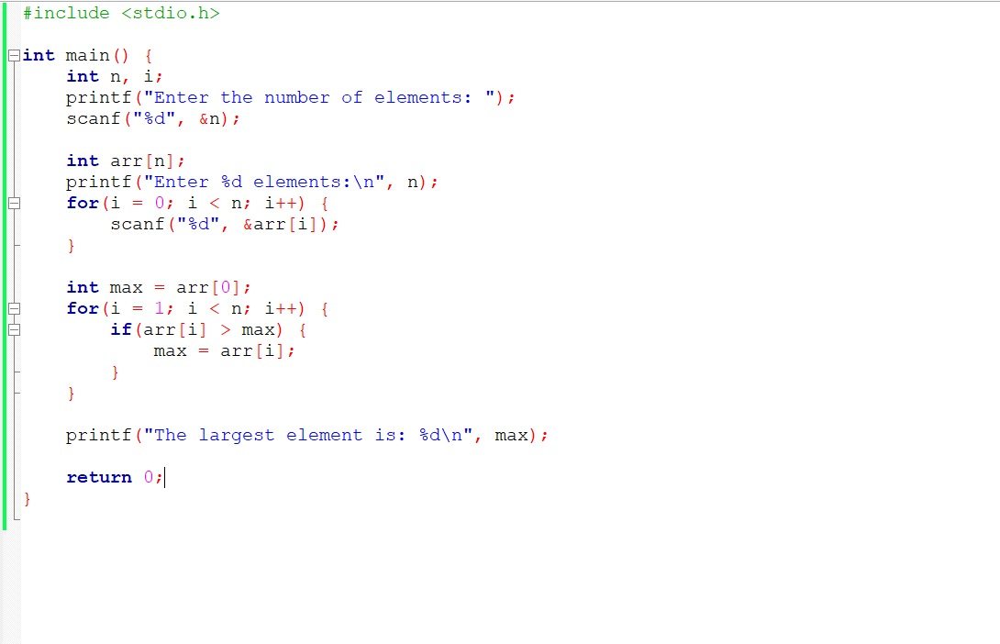 #include <stdio.h>

int main() {
    int n, i;
    printf("Enter the number of elements: ");
    scanf("%d", &n);

    int arr[n];
    printf("Enter %d elements:\n", n);
    for(i = 0; i < n; i++) {
        scanf("%d", &arr[i]);
    }

    int max = arr[0];
    for(i = 1; i < n; i++) {
        if(arr[i] > max) {
            max = arr[i];
        }
    }

    printf("The largest element is: %d\n", max);

    return 0;
}